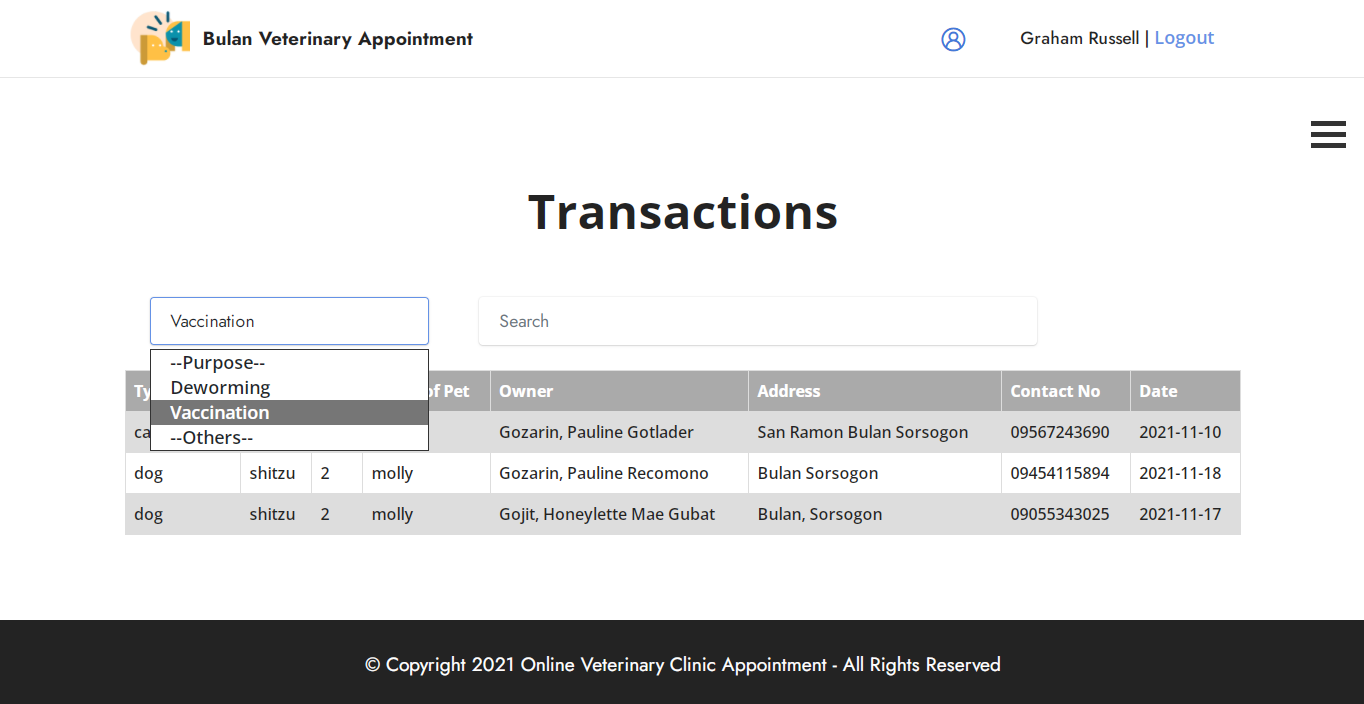 Bulan Veterinary Appointment
Graham Russell | Logout
Transactions
Vaccination
Search
--Purpose--
Deworming
Vaccination
--Others--
of Pet Owner Address Contact No Date
Gozarin, Pauline Gotlader San Ramon Bulan Sorsogon 09567243690 2021-11-10
dog shitzu 2 molly Gozarin, Pauline Recomono Bulan Sorsogon 09454115894 2021-11-18
dog shitzu 2 molly Gojit, Honeylette Mae Gubat Bulan, Sorsogon 09055343025 2021-11-17
© Copyright 2021 Online Veterinary Clinic Appointment - All Rights Reserved